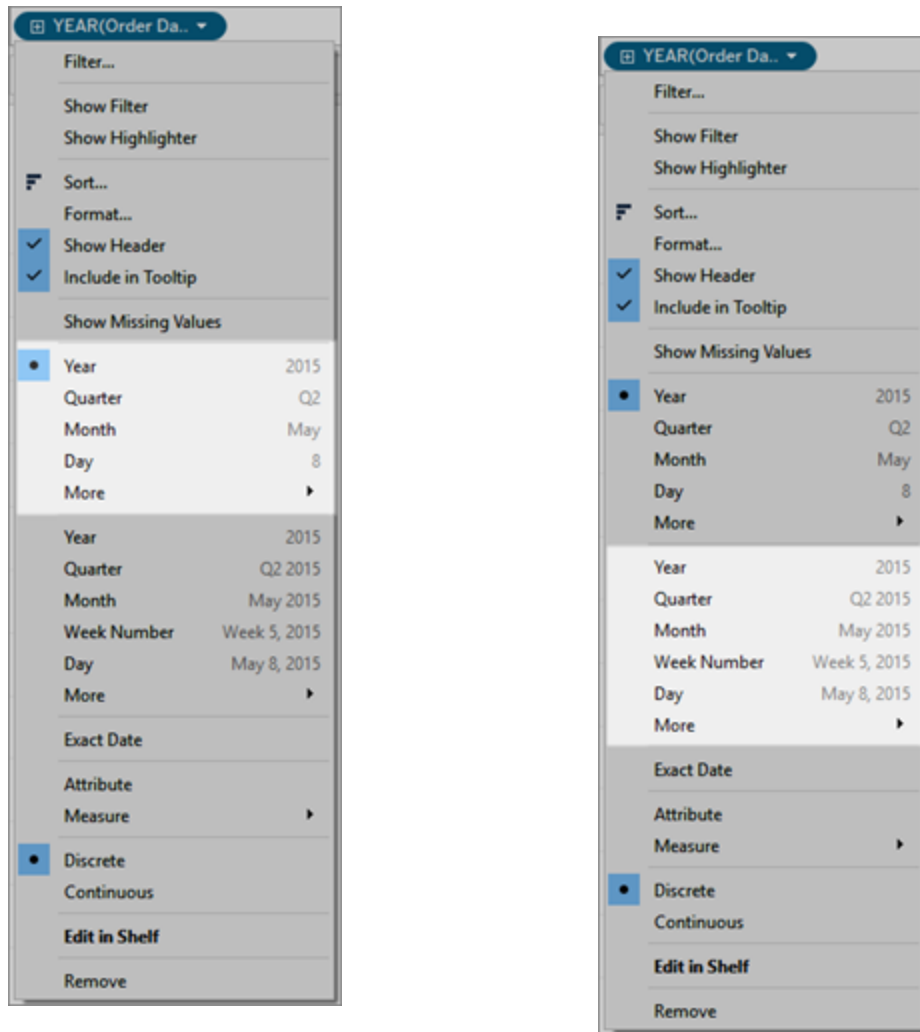 YEAR(Order Da..
Filter...
Show Filter
Show Highlighter
Sort...
Format...
Show Header
Include in Tooltip
Show Missing Values
Year 2015
Quarter Q2
Month May
Day 8
More
Year 2015
Quarter Q2 2015
Month May 2015
Week Number Week 5, 2015
Day May 8, 2015
More
Exact Date
Attribute
Measure
Discrete
Continuous
Edit in Shelf
Remove
YEAR(Order Da..
Filter...
Show Filter
Show Highlighter
Sort...
Format...
Show Header
Include in Tooltip
Show Missing Values
Year 2015
Quarter Q2
Month May
Day 8
More
Year 2015
Quarter Q2 2015
Month May 2015
Week Number Week 5, 2015
Day May 8, 2015
More
Exact Date
Attribute
Measure
Discrete
Continuous
Edit in Shelf
Remove